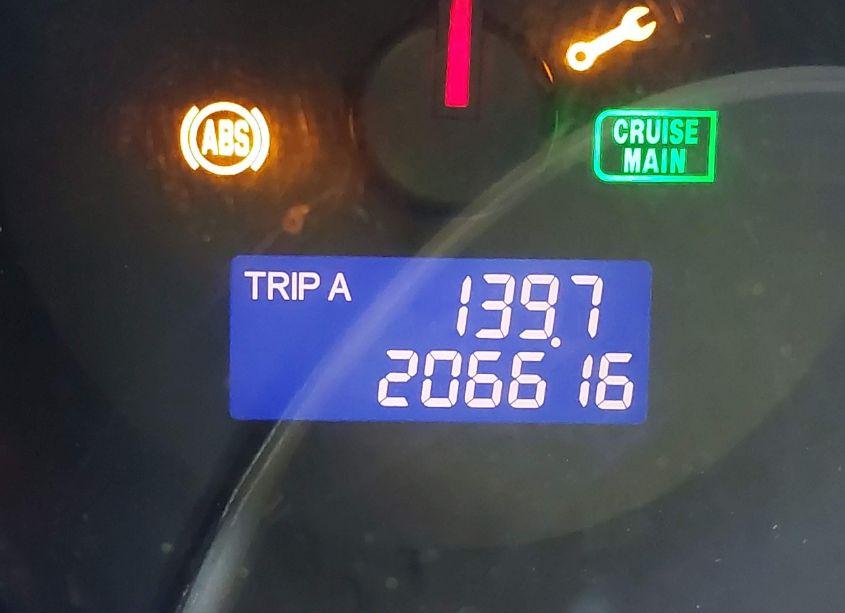 ABS
CRUISE
MAIN
TRIP A 139.7
206616